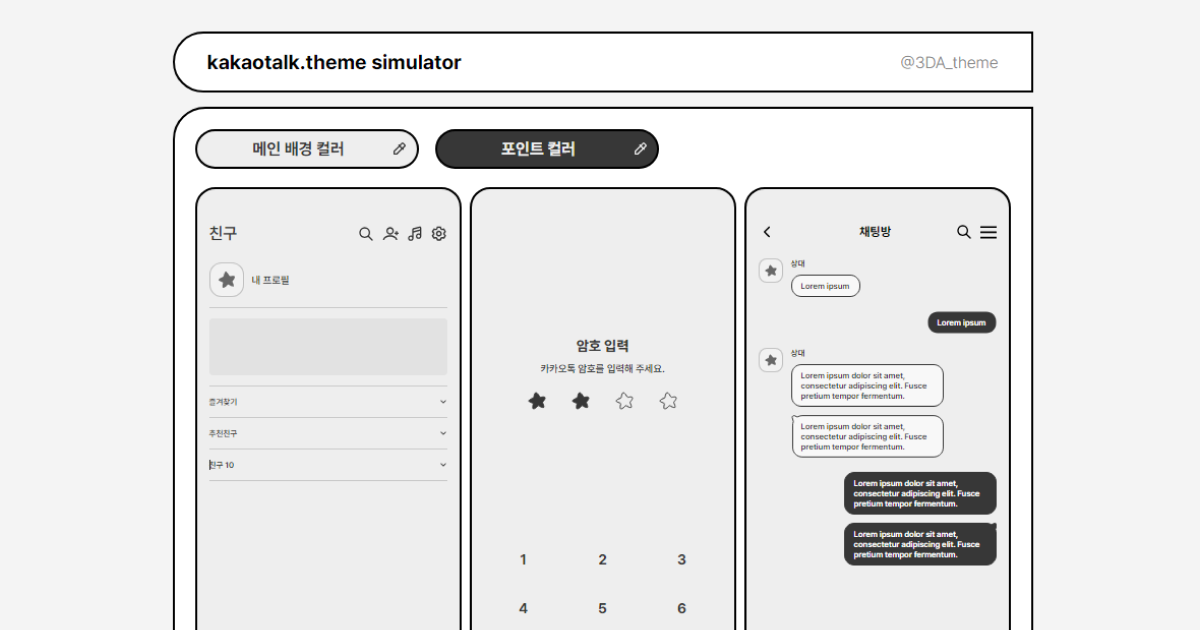 kakaotalk.theme simulator
@3DA_theme
메인 배경 컬러
포인트 컬러
친구
내 프로필
즐겨찾기
추천친구
친구 10
암호 입력
카카오톡 암호를 입력해 주세요.
1 2 3
4 5 6
채팅방
상대
Lorem ipsum
Lorem ipsum
상대
Lorem ipsum dolor sit amet,
consectetur adipiscing elit. Fusce
pretium tempor fermentum.
Lorem ipsum dolor sit amet,
consectetur adipiscing elit. Fusce
pretium tempor fermentum.
Lorem ipsum dolor sit amet,
consectetur adipiscing elit. Fusce
pretium tempor fermentum.
Lorem ipsum dolor sit amet,
consectetur adipiscing elit. Fusce
pretium tempor fermentum.